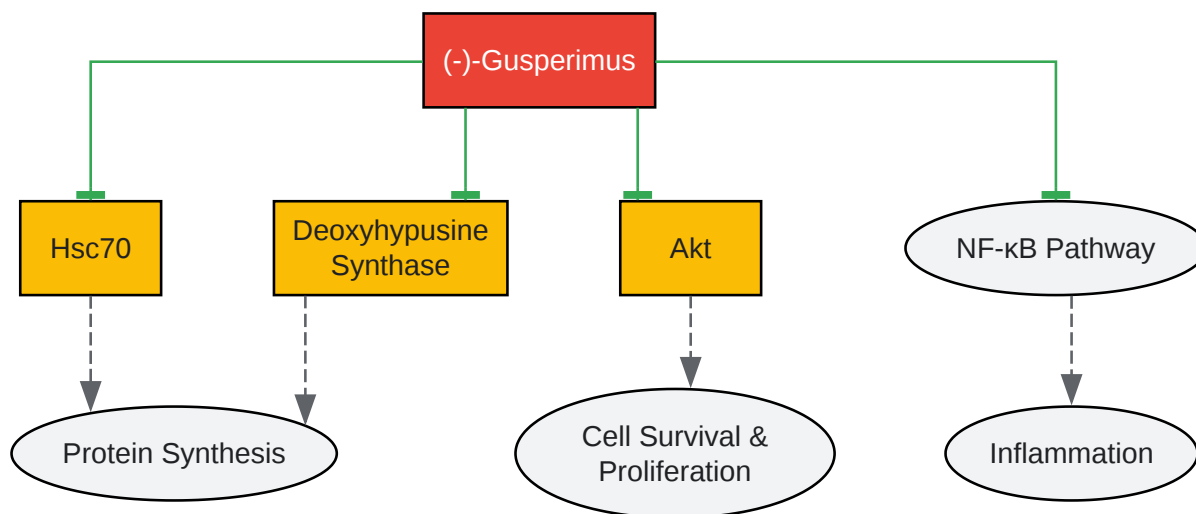 (-)-Gusperimus
Hsc70
Deoxyhypusine
Synthase
Akt
NF-κB Pathway
Protein Synthesis
Cell Survival &
Proliferation
Inflammation